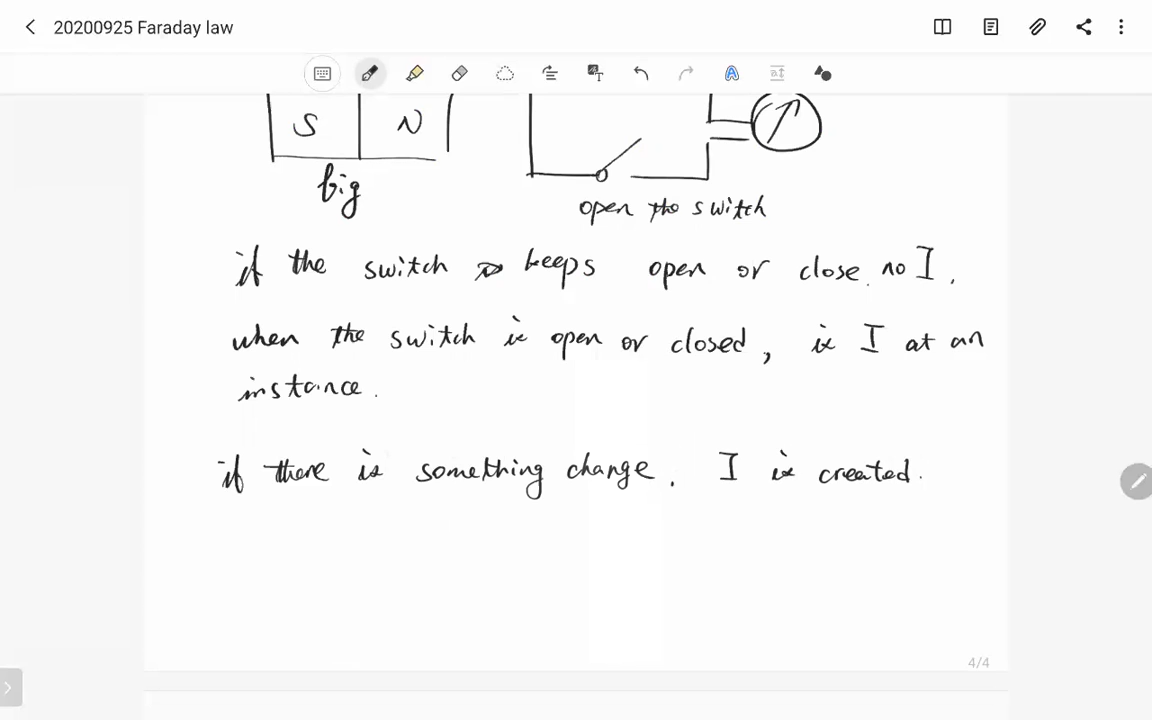 20200925 Faraday law
S N
big
open the switch
if the switch keeps open or close. no I.
when the switch is open or closed, is I at an
instance.
if there is something change. I is created.
4/4